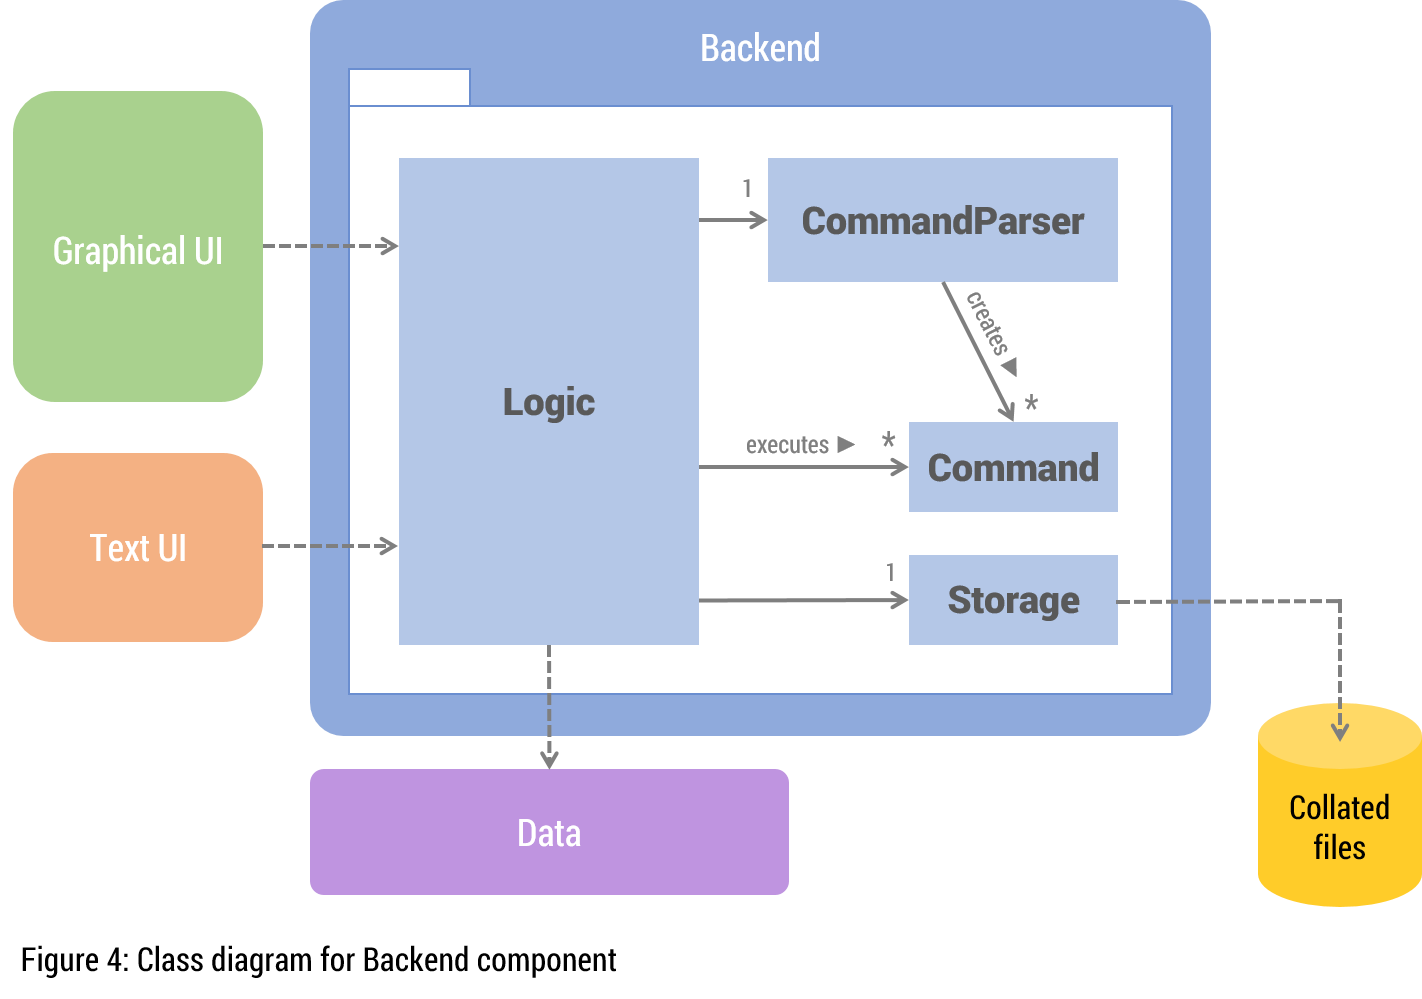 Backend
Graphical UI
1
CommandParser
creates ▶
*
Logic
executes ▶
*
Command
Text UI
1
Storage
Data
Collated
files
Figure 4: Class diagram for Backend component